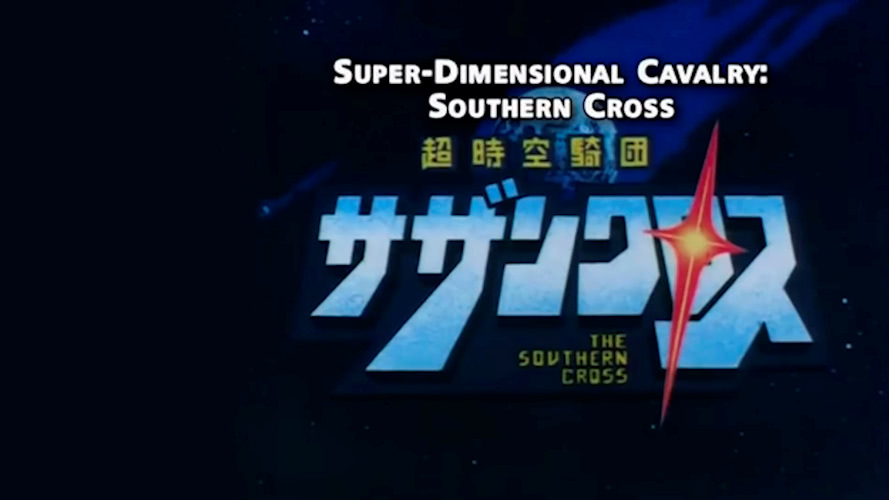 SUPER-DIMENSIONAL CAVALRY:
SOUTHERN CROSS
超時空騎団
サザンクロス
THE
SOUTHERN
CROSS